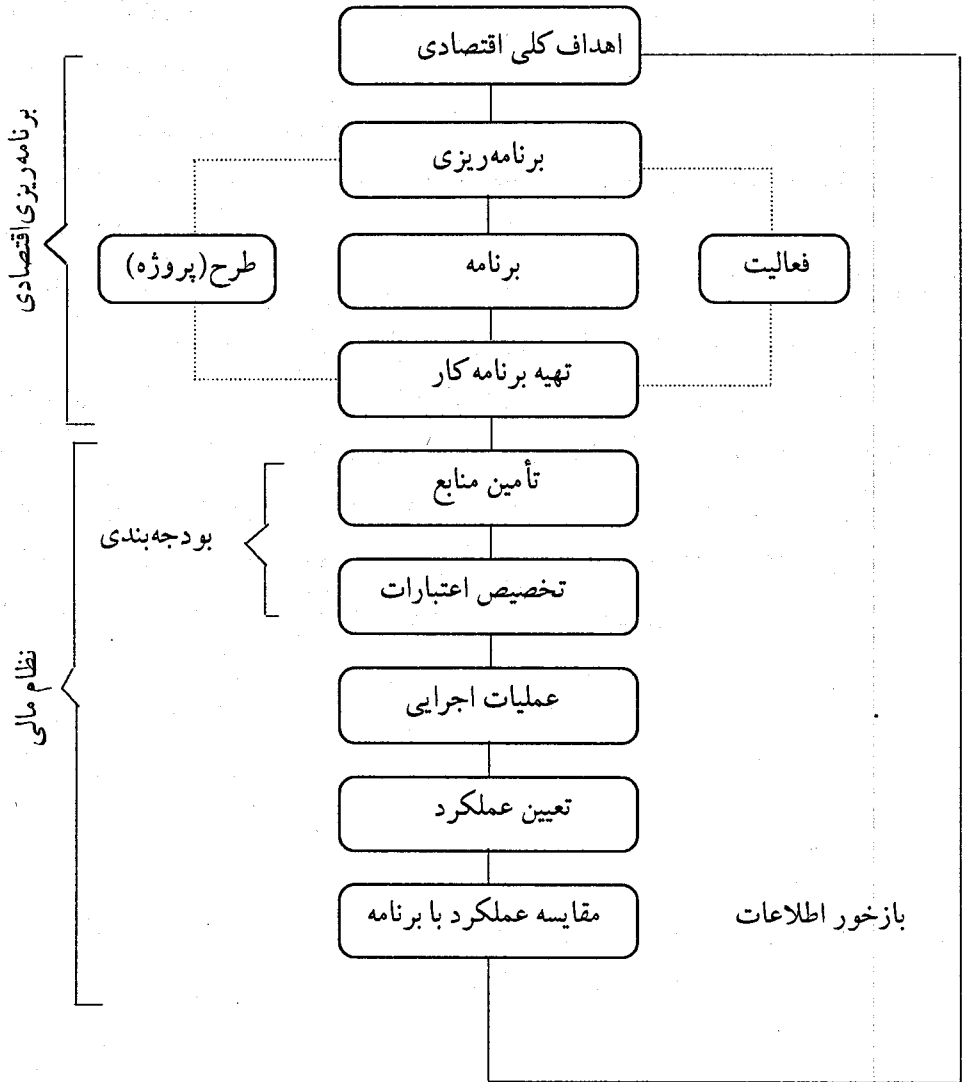 اهداف کلی اقتصادی
برنامه‌ریزی
برنامه‌ریزی اقتصادی
فعالیت
برنامه
طرح(پروژه)
تهیه برنامه کار
تأمین منابع
بودجه‌بندی
تخصیص اعتبارات
نظام مالی
عملیات اجرایی
تعیین عملکرد
بازخور اطلاعات
مقایسه عملکرد با برنامه